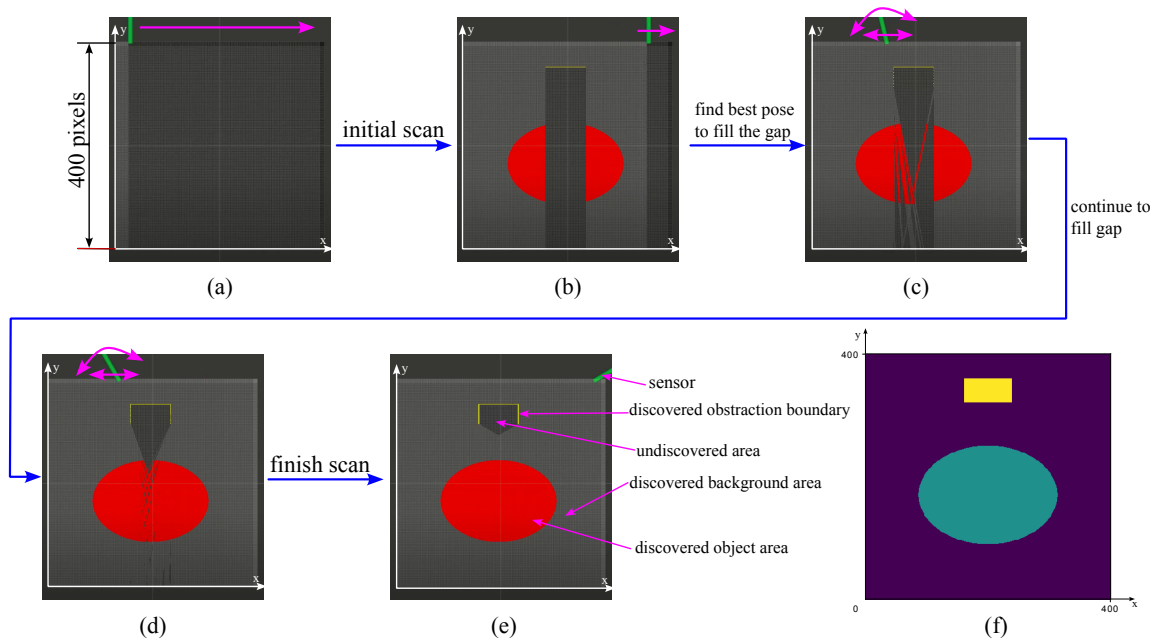 y
400 pixels
x
(a)
initial scan
y
x
(b)
find best pose
to fill the gap
y
x
(c)
continue to
fill gap
y
x
(d)
finish scan
y
x
(e)
sensor
discovered obstraction boundary
undiscovered area
discovered background area
discovered object area
y
400
0
400
x
(f)